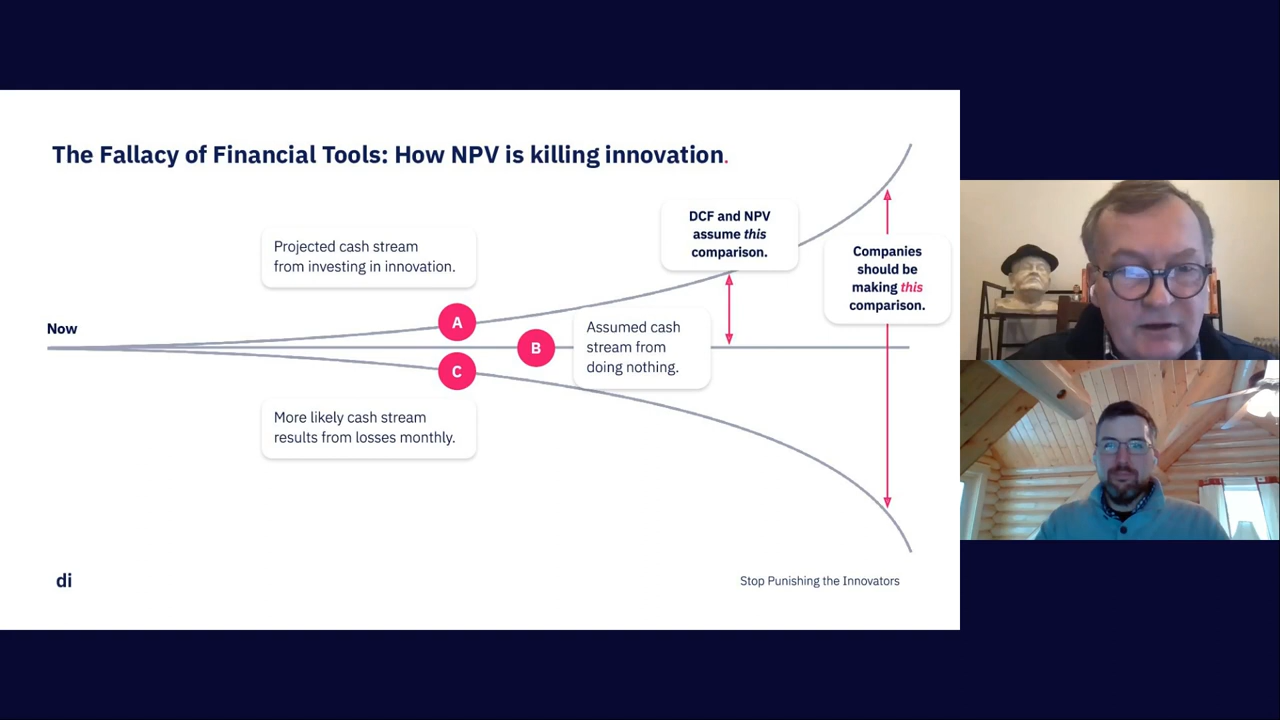 The Fallacy of Financial Tools: How NPV is killing innovation.
DCF and NPV
assume this
comparison.
Projected cash stream
from investing in innovation.
Companies
should be
making this
comparison.
Now
A
B
Assumed cash
stream from
doing nothing.
C
More likely cash stream
results from losses monthly.
di
Stop Punishing the Innovators